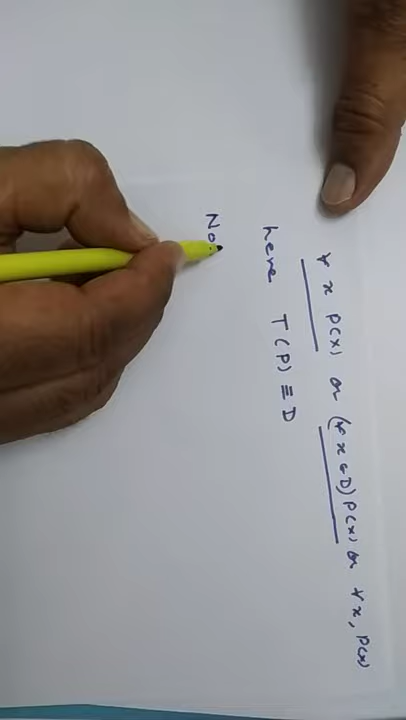 ∀ x P(x) or (∀ x ∈ D) P(x) or ∀ x, P(x)
here T(P) ≡ D
No